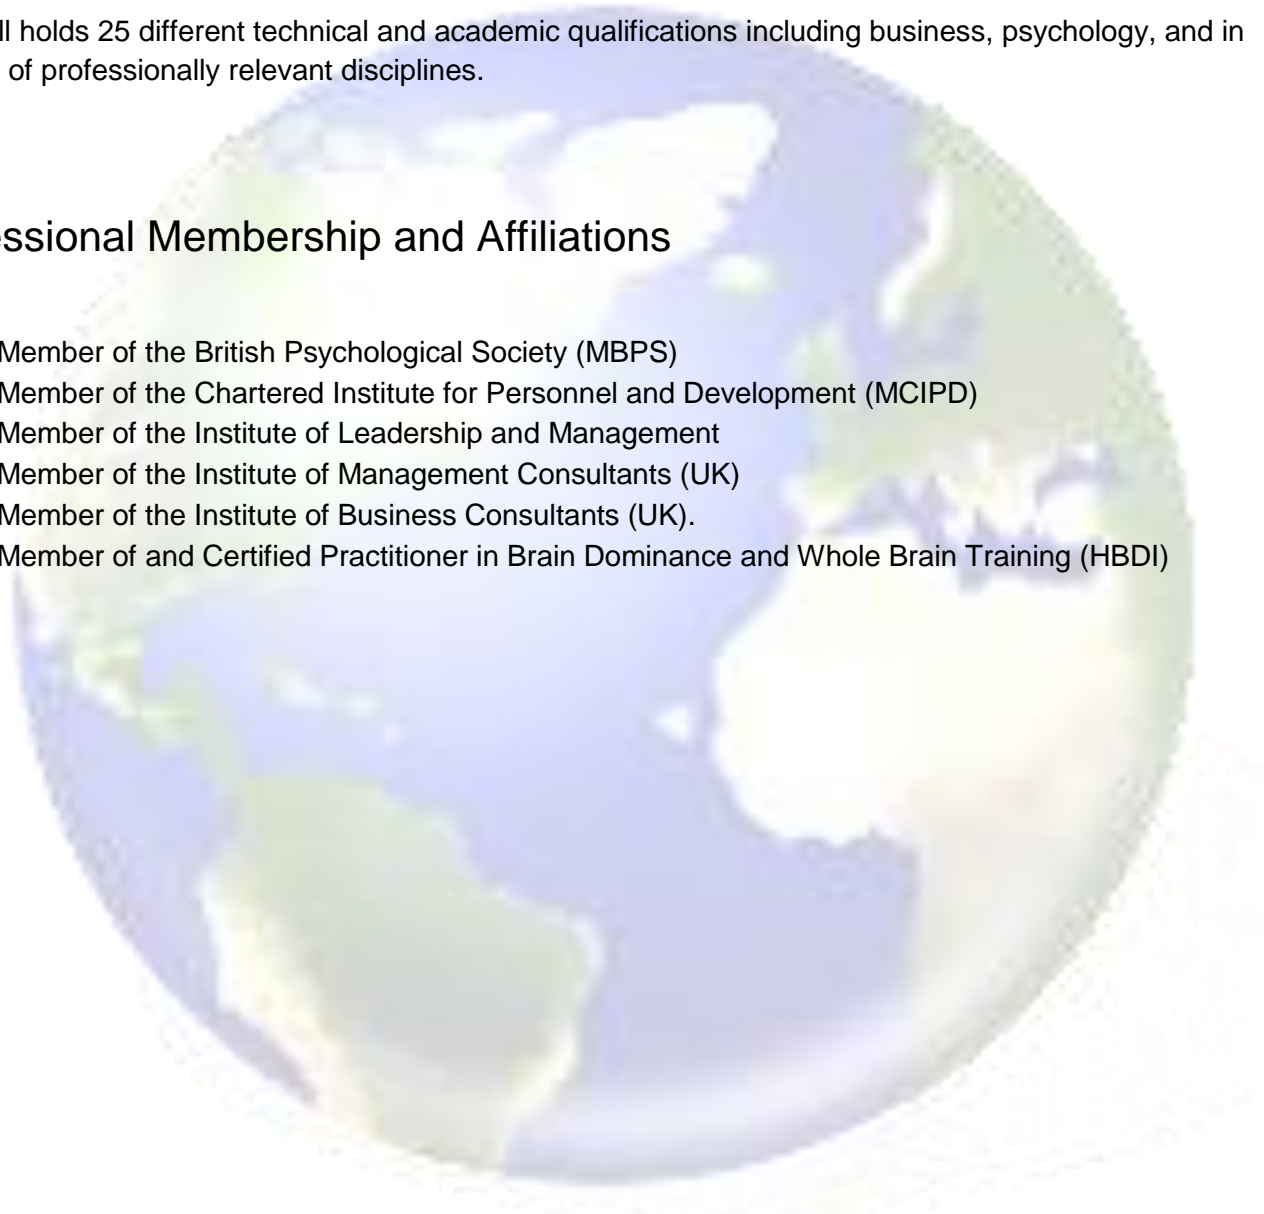 ll holds 25 different technical and academic qualifications including business, psychology, and in
of professionally relevant disciplines.
essional Membership and Affiliations
Member of the British Psychological Society (MBPS)
Member of the Chartered Institute for Personnel and Development (MCIPD)
Member of the Institute of Leadership and Management
Member of the Institute of Management Consultants (UK)
Member of the Institute of Business Consultants (UK).
Member of and Certified Practitioner in Brain Dominance and Whole Brain Training (HBDI)